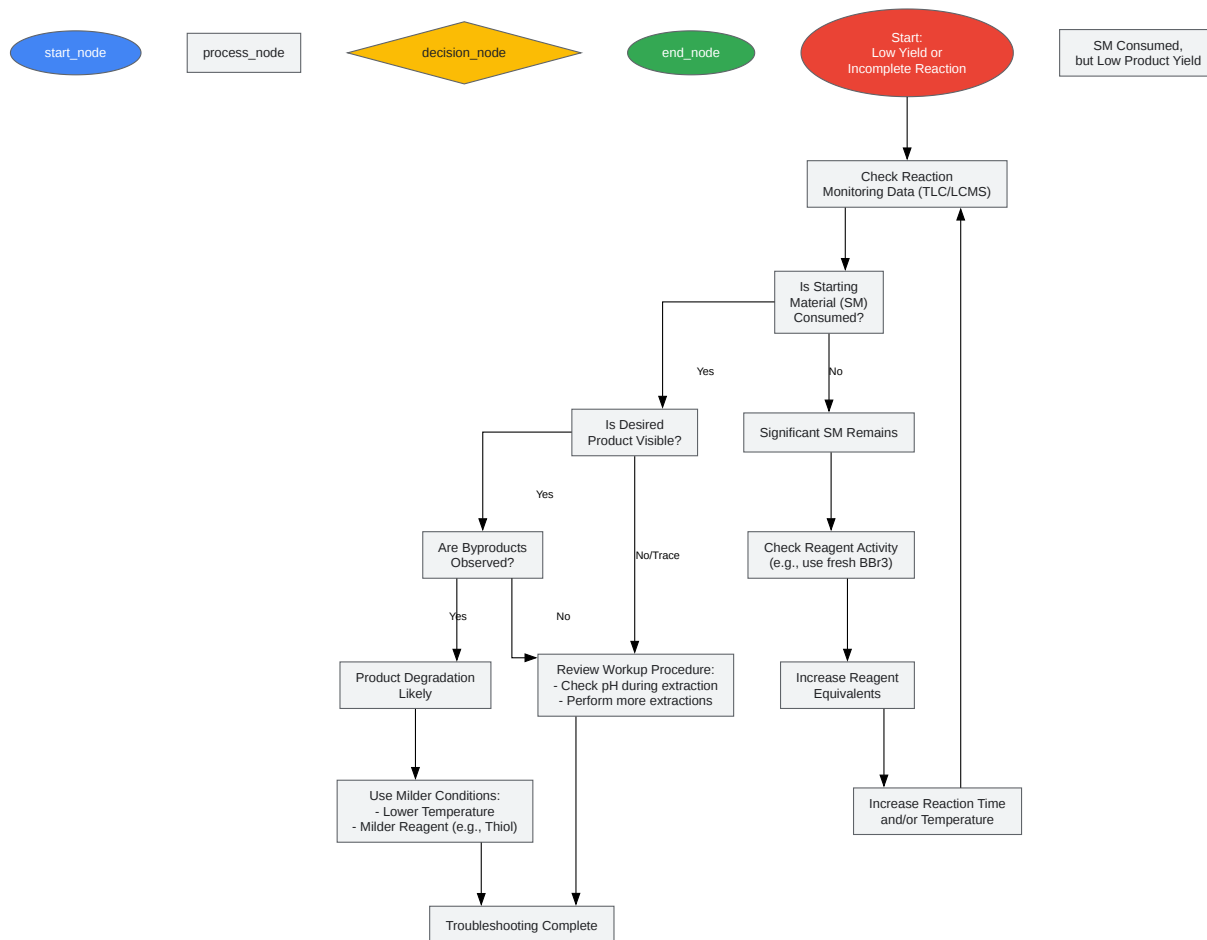 start_node
process_node
decision_node
end_node
Start:
Low Yield or
Incomplete Reaction
SM Consumed,
but Low Product Yield
Check Reaction
Monitoring Data (TLC/LCMS)
Is Starting
Material (SM)
Consumed?
Yes
No
Is Desired
Product Visible?
Significant SM Remains
Yes
No/Trace
Are Byproducts
Observed?
Check Reagent Activity
(e.g., use fresh BBr3)
Yes
No
Product Degradation
Likely
Review Workup Procedure:
- Check pH during extraction
- Perform more extractions
Increase Reagent
Equivalents
Use Milder Conditions:
- Lower Temperature
- Milder Reagent (e.g., Thiol)
Increase Reaction Time
and/or Temperature
Troubleshooting Complete